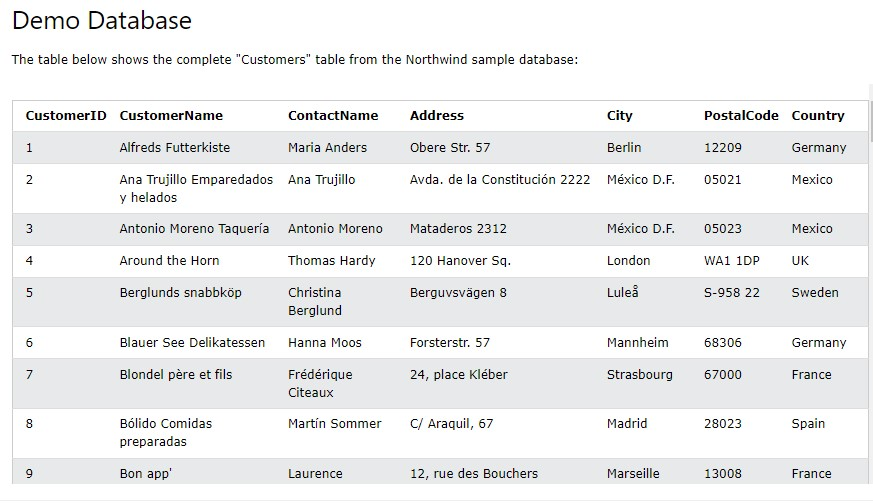 Demo Database
The table below shows the complete "Customers" table from the Northwind sample database:
CustomerID CustomerName ContactName Address City PostalCode Country
1 Alfreds Futterkiste Maria Anders Obere Str. 57 Berlin 12209 Germany
2 Ana Trujillo Emparedados Ana Trujillo Avda. de la Constitución 2222 México D.F. 05021 Mexico
y helados
3 Antonio Moreno Taquería Antonio Moreno Mataderos 2312 México D.F. 05023 Mexico
4 Around the Horn Thomas Hardy 120 Hanover Sq. London WA1 1DP UK
5 Berglunds snabbköp Christina Berguvsvägen 8 Luleå S-958 22 Sweden
Berglund
6 Blauer See Delikatessen Hanna Moos Forsterstr. 57 Mannheim 68306 Germany
7 Blondel père et fils Frédérique 24, place Kléber Strasbourg 67000 France
Citeaux
8 Bólido Comidas Martín Sommer C/ Araquil, 67 Madrid 28023 Spain
preparadas
9 Bon app' Laurence 12, rue des Bouchers Marseille 13008 France